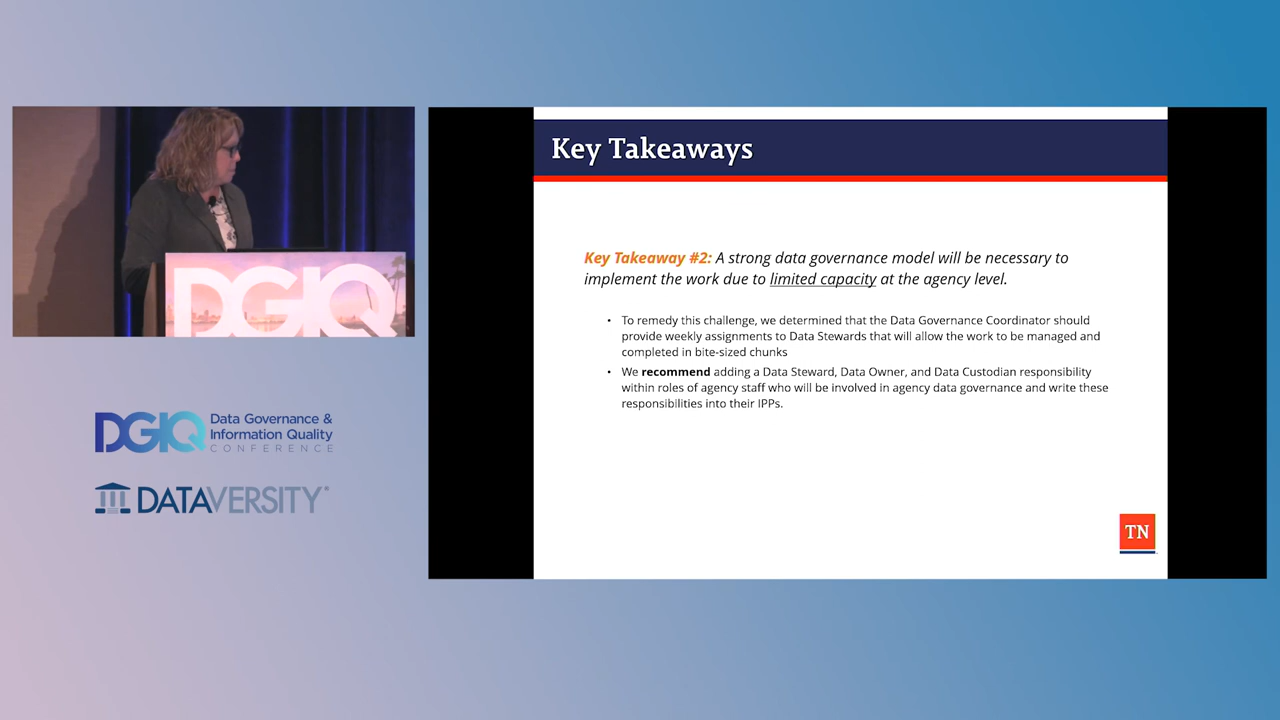 DGIQ
Data Governance &
Information Quality
CONFERENCE
DGIQ
DATAVERSITY
Key Takeaways
Key Takeaway #2: A strong data governance model will be necessary to
implement the work due to limited capacity at the agency level.
• To remedy this challenge, we determined that the Data Governance Coordinator should
provide weekly assignments to Data Stewards that will allow the work to be managed and
completed in bite-sized chunks
• We recommend adding a Data Steward, Data Owner, and Data Custodian responsibility
within roles of agency staff who will be involved in agency data governance and write these
responsibilities into their IPPs.
TN